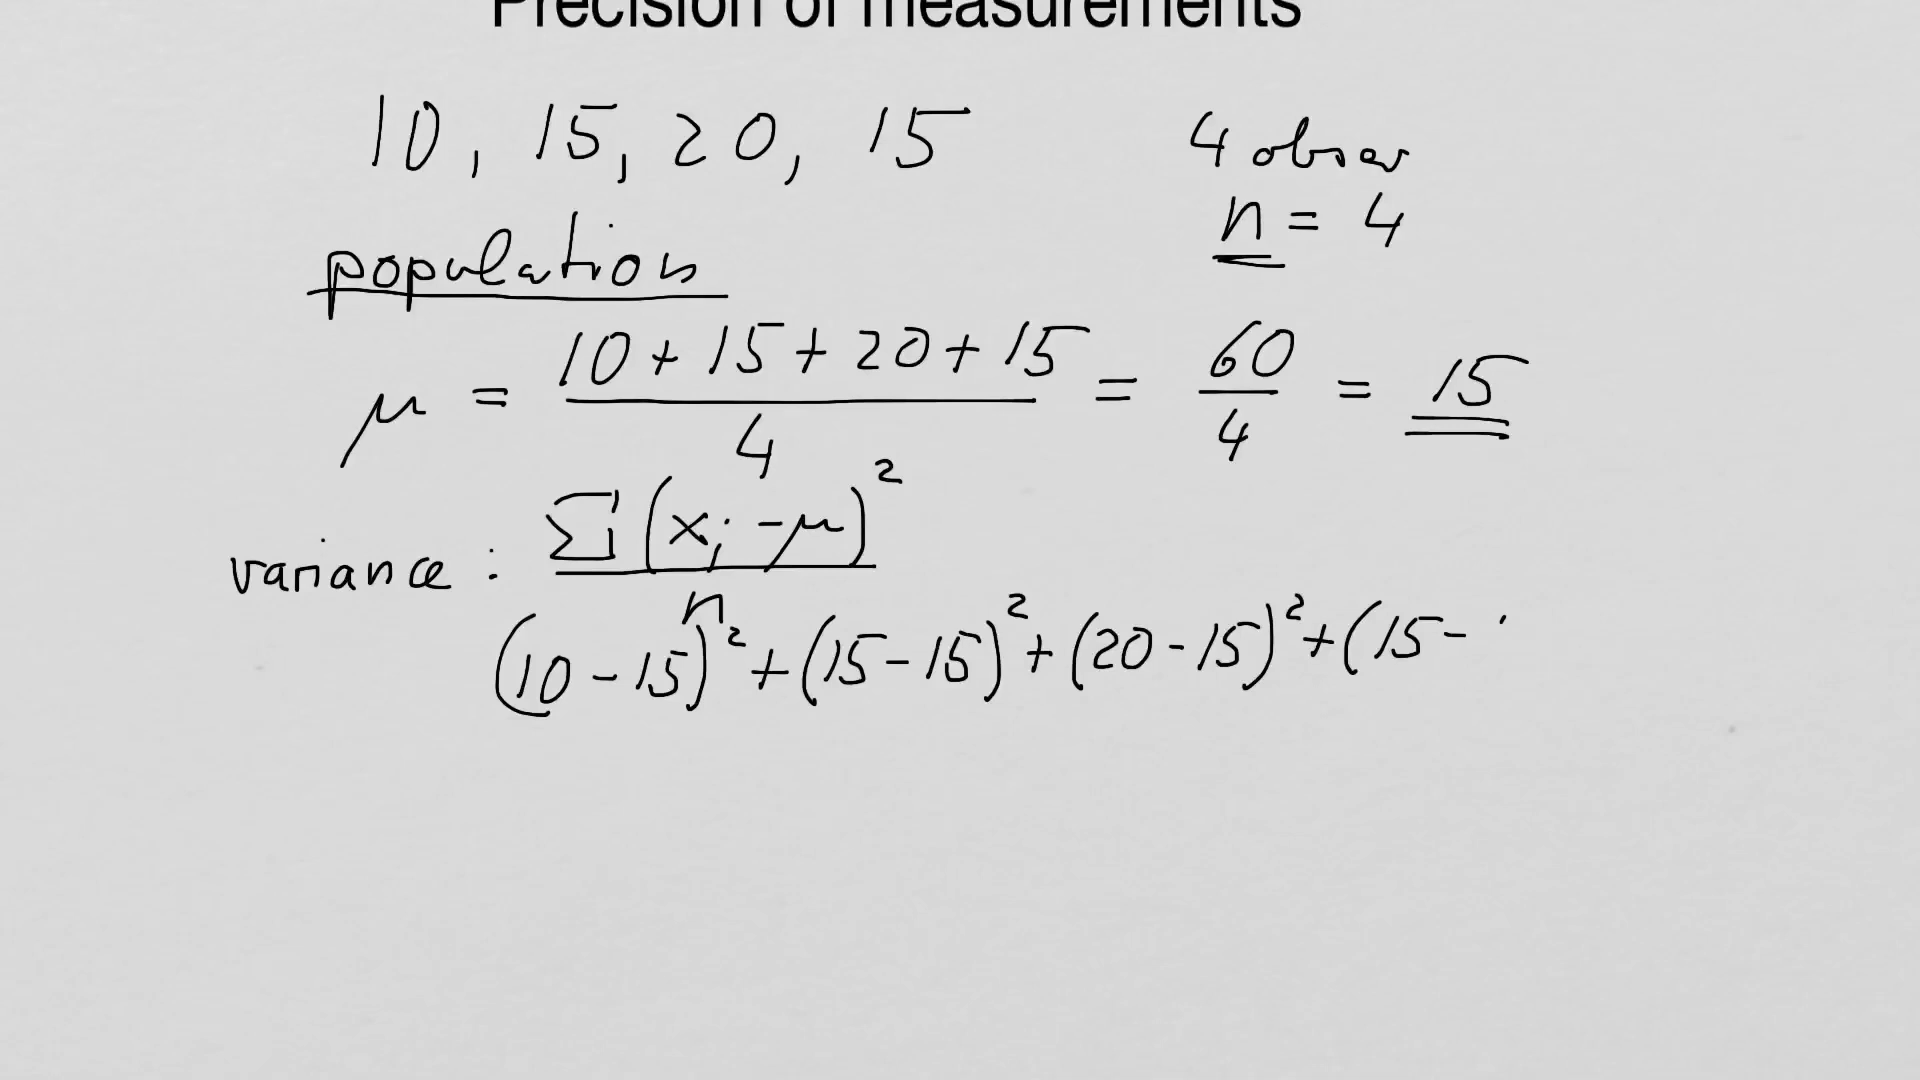 Precision of measurements
10, 15, 20, 15
4 obser
n = 4
population
μ = (10 + 15 + 20 + 15)/4 = 60/4 = 15
variance : Σ(xᵢ - μ)²/n
(10 - 15)² + (15 - 15)² + (20 - 15)² + (15 -